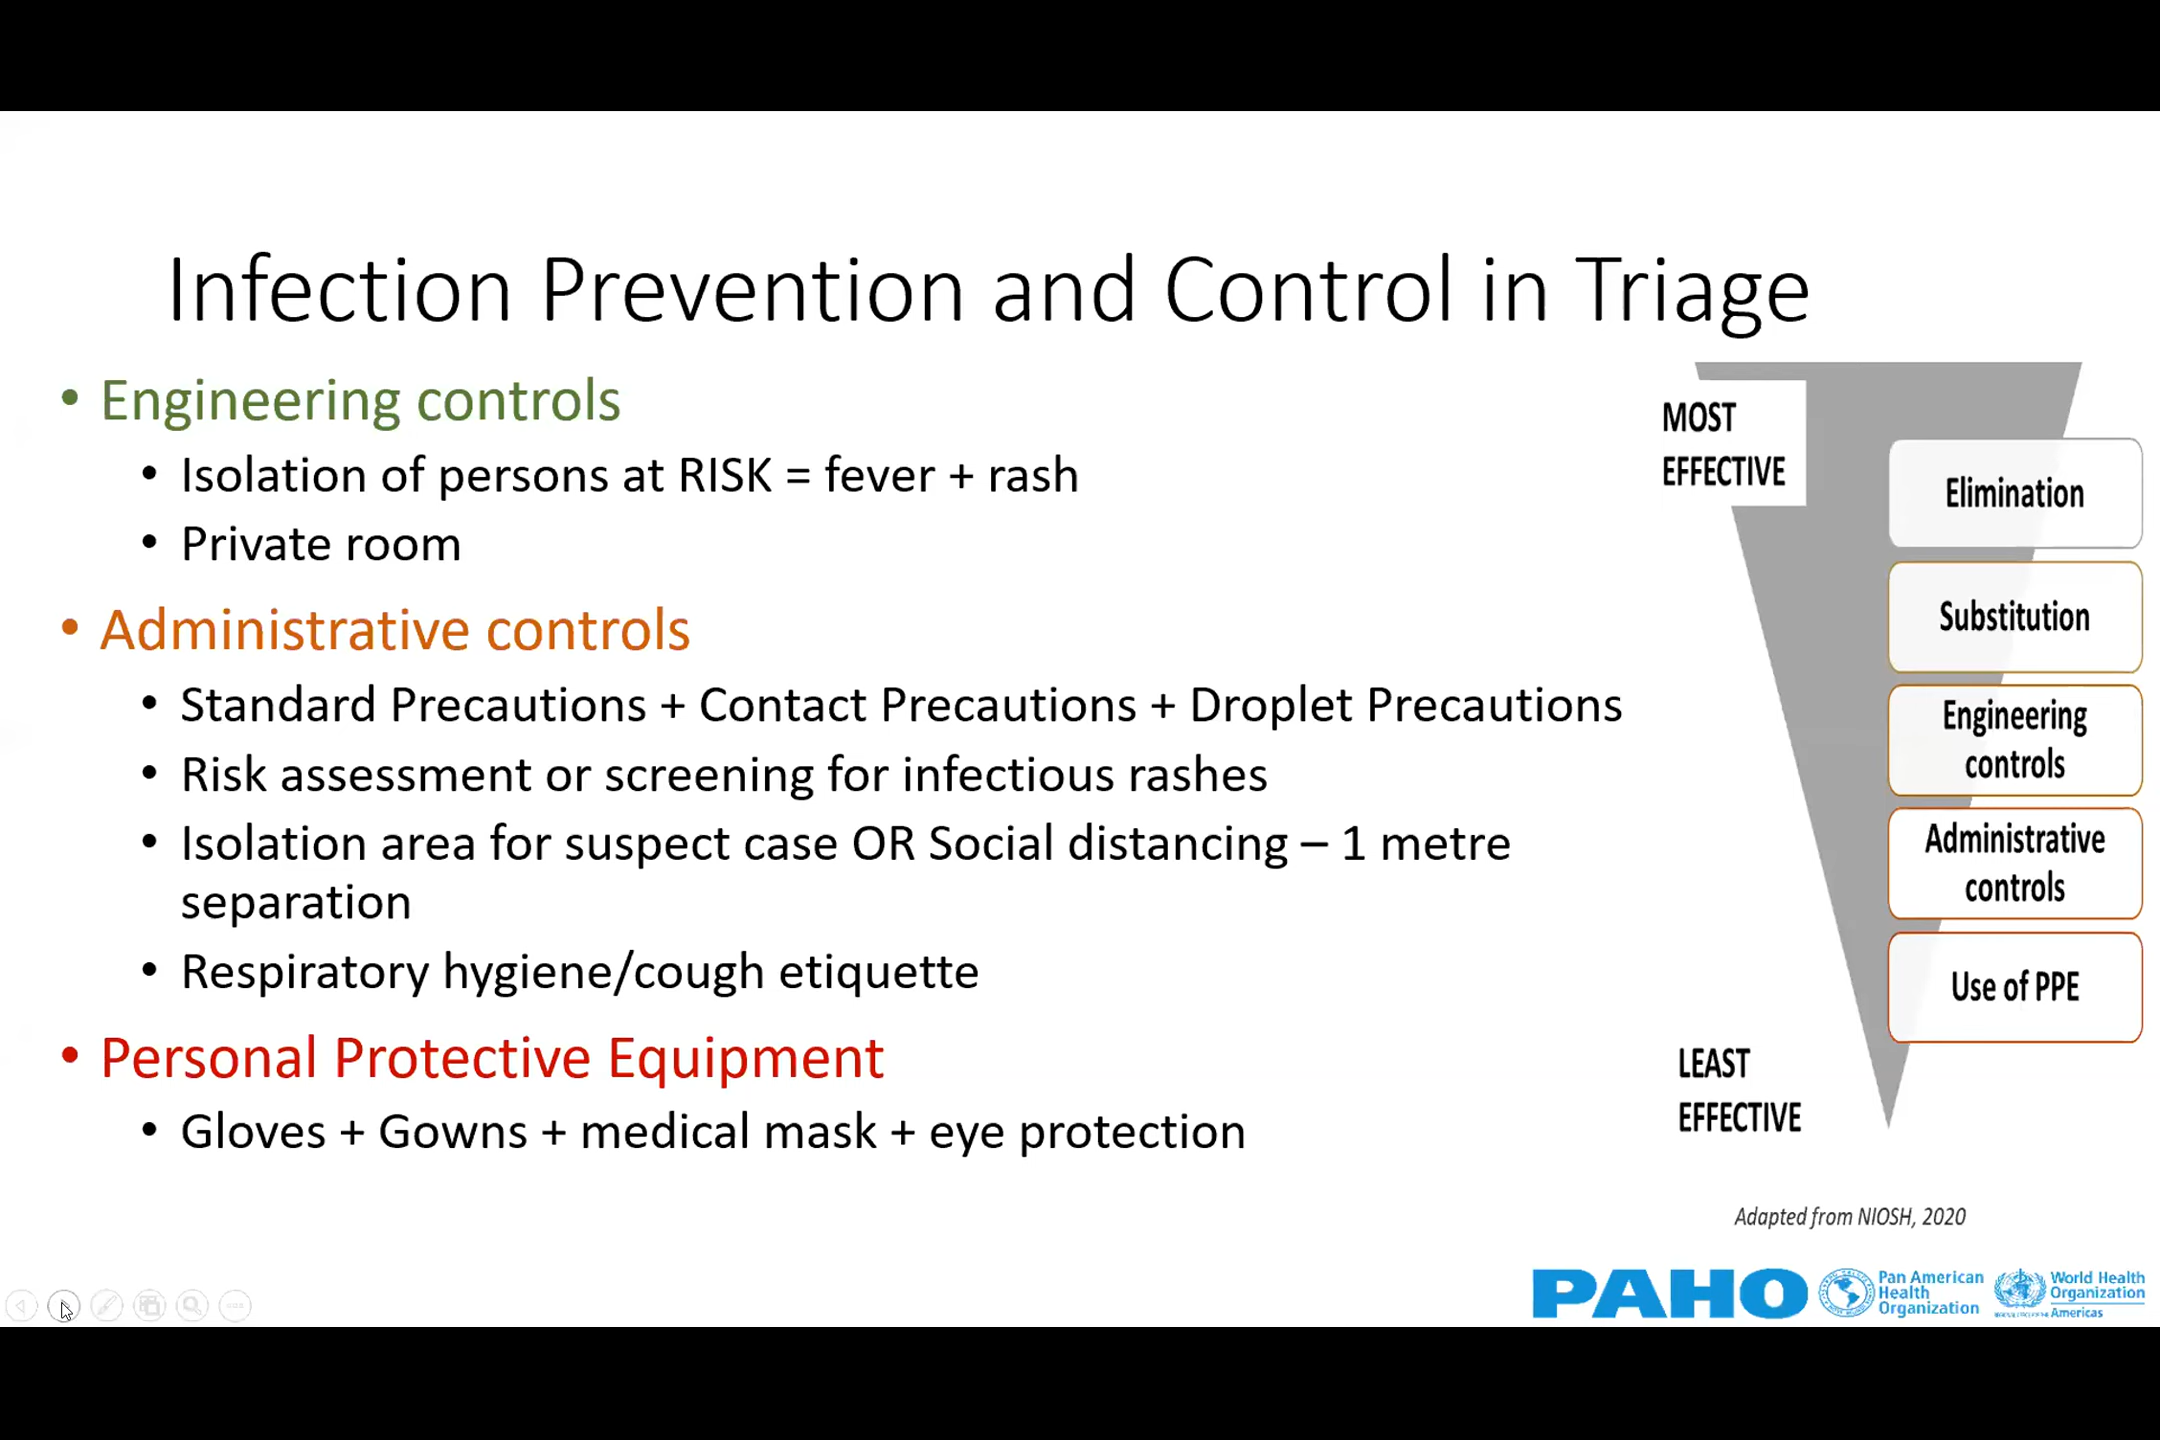 Infection Prevention and Control in Triage
• Engineering controls
• Isolation of persons at RISK = fever + rash
• Private room
• Administrative controls
• Standard Precautions + Contact Precautions + Droplet Precautions
• Risk assessment or screening for infectious rashes
• Isolation area for suspect case OR Social distancing – 1 metre
separation
• Respiratory hygiene/cough etiquette
• Personal Protective Equipment
• Gloves + Gowns + medical mask + eye protection
MOST
EFFECTIVE
Elimination
Substitution
Engineering
controls
Administrative
controls
Use of PPE
LEAST
EFFECTIVE
Adapted from NIOSH, 2020
PAHO
Pan American
Health
Organization
World Health
Organization
Americas